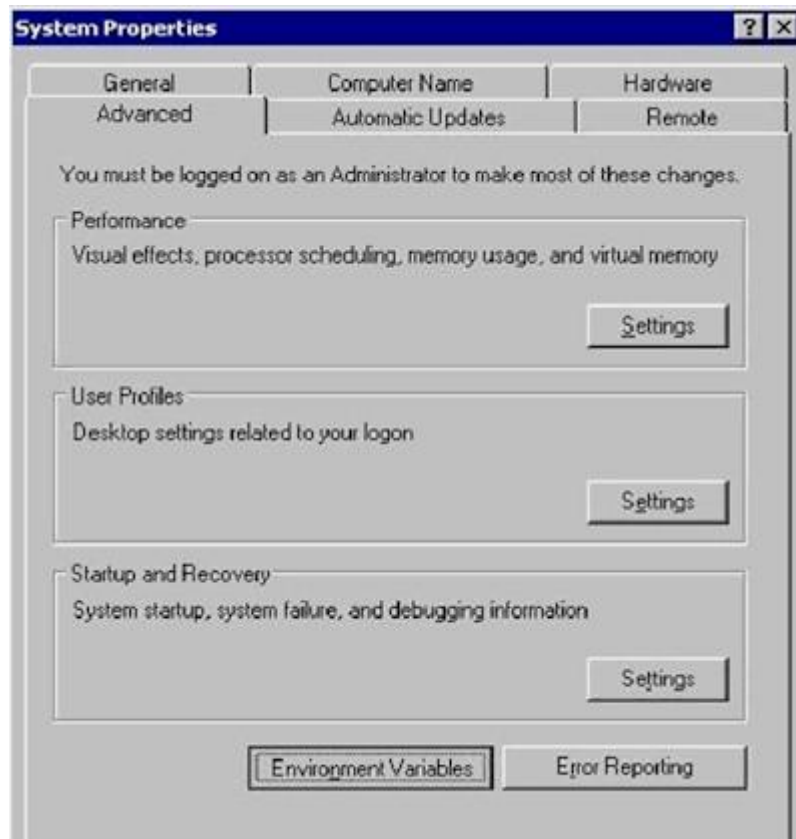 System Properties
? ×
General Computer Name Hardware
Advanced Automatic Updates Remote
You must be logged on as an Administrator to make most of these changes.
Performance
Visual effects, processor scheduling, memory usage, and virtual memory
Settings
User Profiles
Desktop settings related to your logon
Settings
Startup and Recovery
System startup, system failure, and debugging information
Settings
Environment Variables Error Reporting